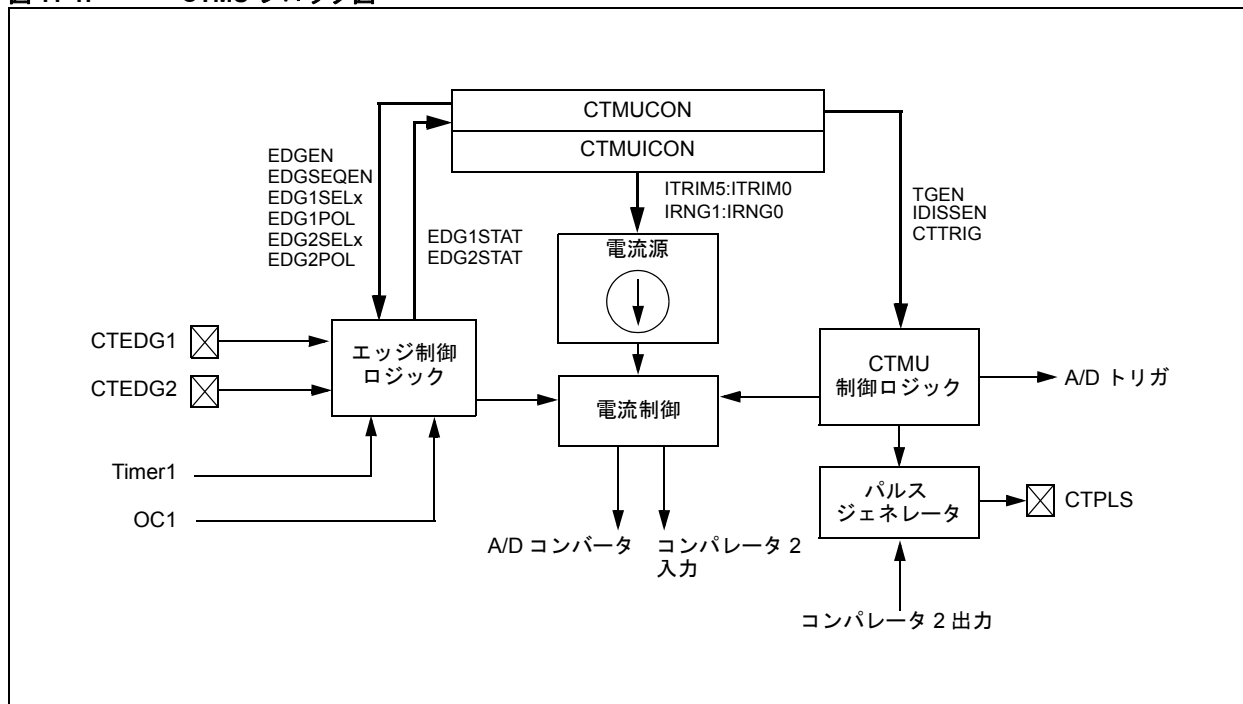 CTMUCON
CTMUICON
EDGEN
EDGSEQEN
EDG1SELx
EDG1POL
EDG2SELx
EDG2POL
EDG1STAT
EDG2STAT
ITRIM5:ITRIM0
IRNG1:IRNG0
TGEN
IDISSEN
CTTRIG
電流源
CTEDG1
CTEDG2
エッジ制御
ロジック
電流制御
CTMU
制御ロジック
A/D トリガ
Timer1
OC1
パルス
ジェネレータ
CTPLS
A/D コンバータ
コンパレータ 2
入力
コンパレータ 2 出力